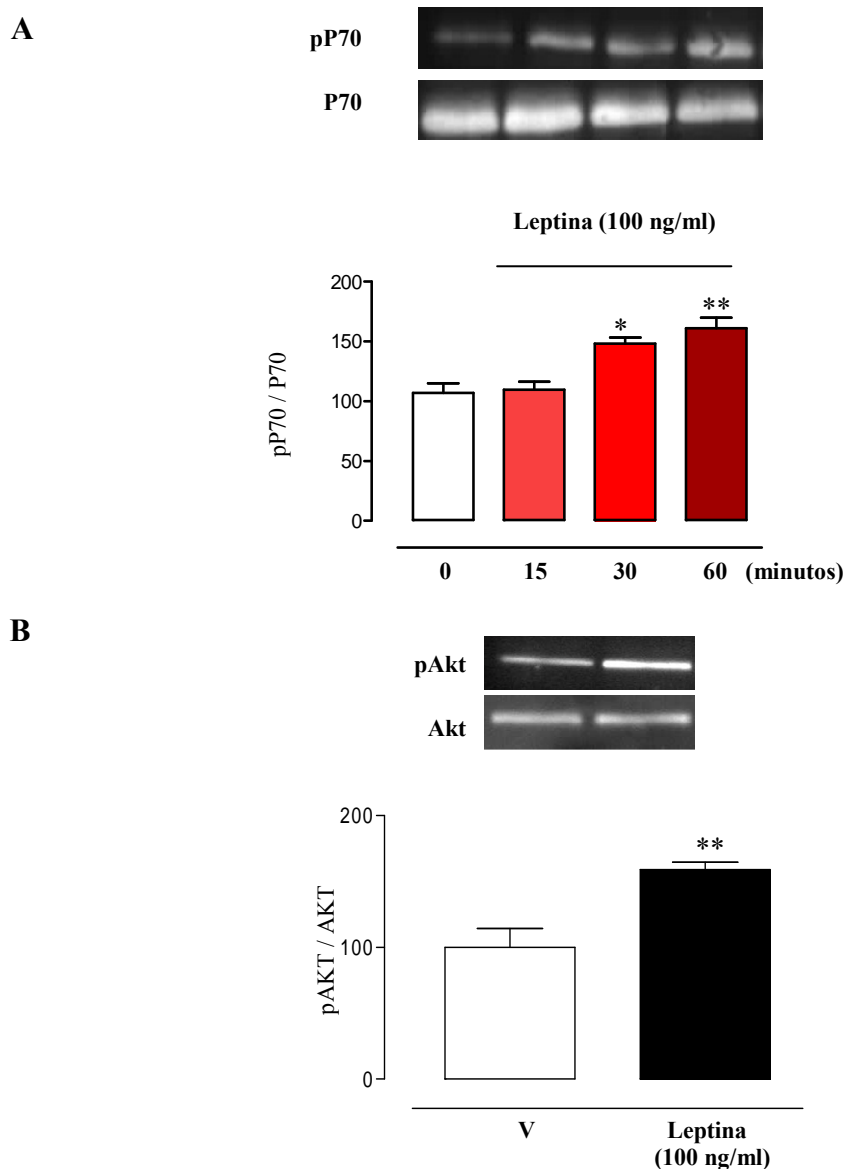 A
pP70
P70
Leptina (100 ng/ml)
200
150
100
50
0
pP70 / P70
*
**
0 15 30 60 (minutos)
B
pAkt
Akt
200
100
0
pAKT / AKT
**
V Leptina
(100 ng/ml)